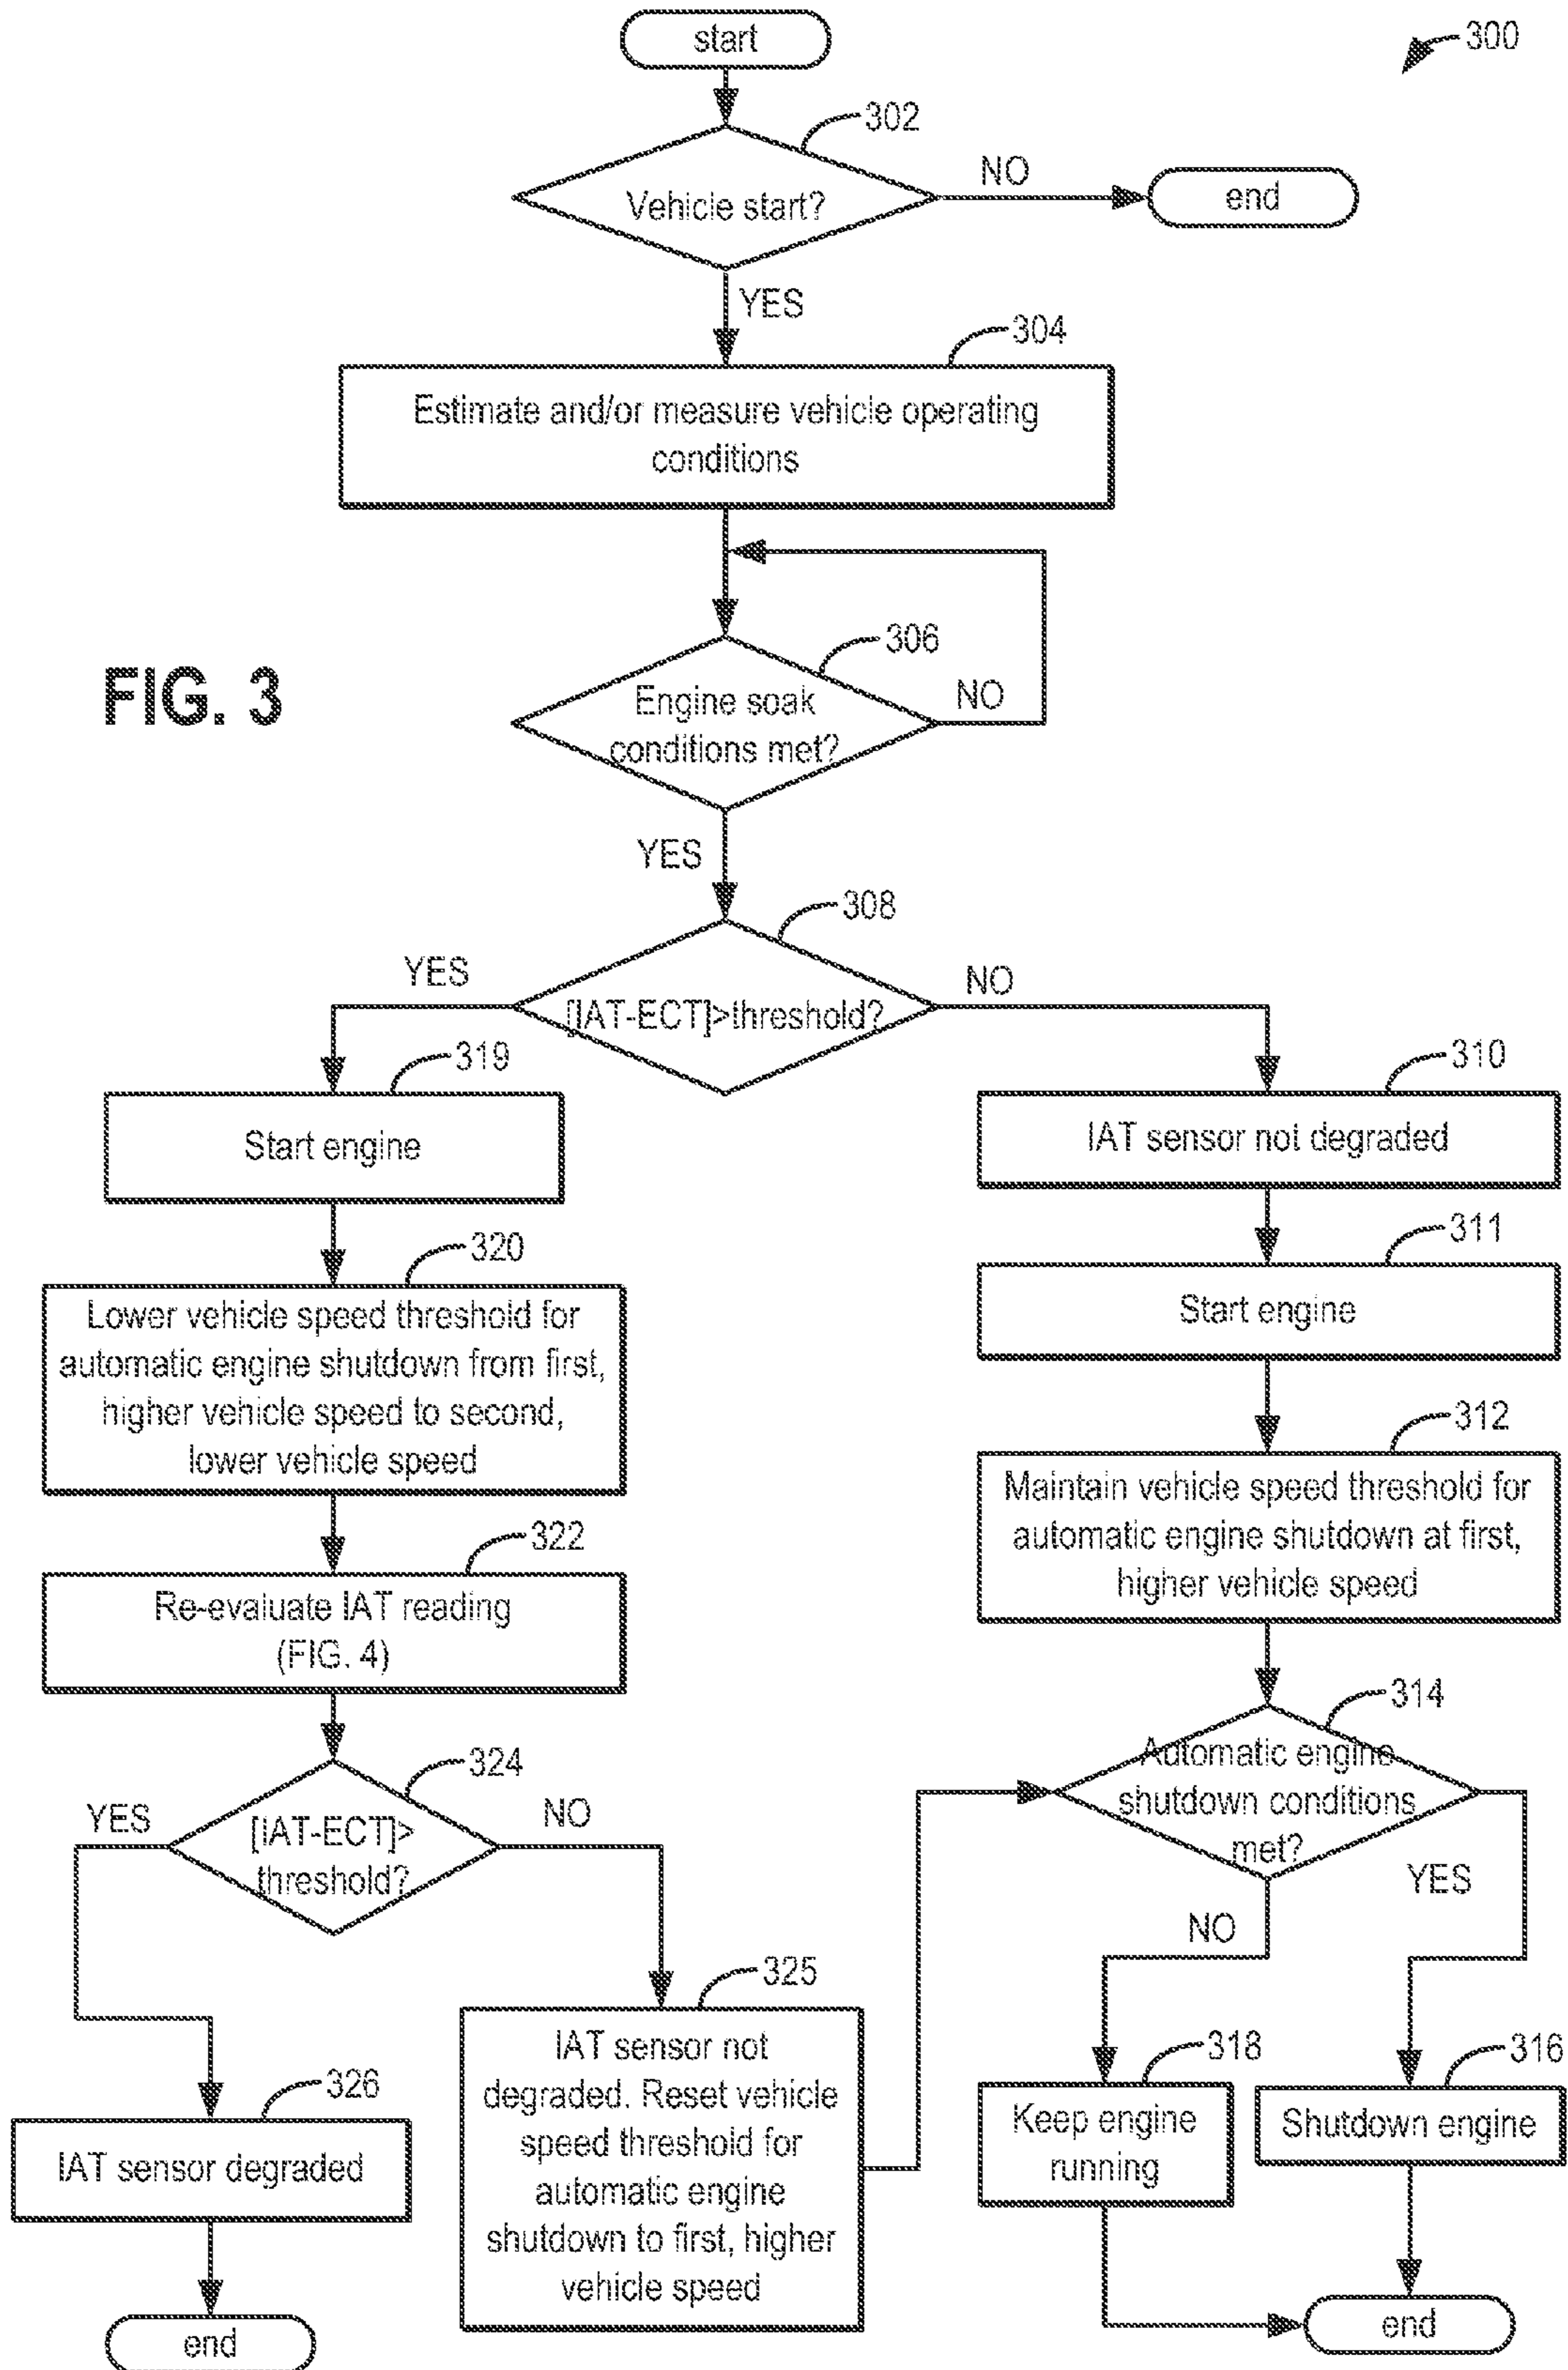 start
300
302
Vehicle start?
NO
end
YES
304
Estimate and/or measure vehicle operating
conditions
306
FIG. 3
Engine soak
conditions met?
NO
YES
308
YES
NO
[IAT-ECT]>threshold?
319
Start engine
310
IAT sensor not degraded
311
Start engine
320
Lower vehicle speed threshold for
automatic engine shutdown from first,
higher vehicle speed to second,
lower vehicle speed
312
Maintain vehicle speed threshold for
automatic engine shutdown at first,
higher vehicle speed
322
Re-evaluate IAT reading
(FIG. 4)
314
Automatic engine
shutdown conditions
met?
324
YES
NO
[IAT-ECT]>
threshold?
YES
NO
325
IAT sensor not
degraded. Reset vehicle
speed threshold for
automatic engine
shutdown to first, higher
vehicle speed
318
Keep engine
running
316
Shutdown engine
326
IAT sensor degraded
end
end